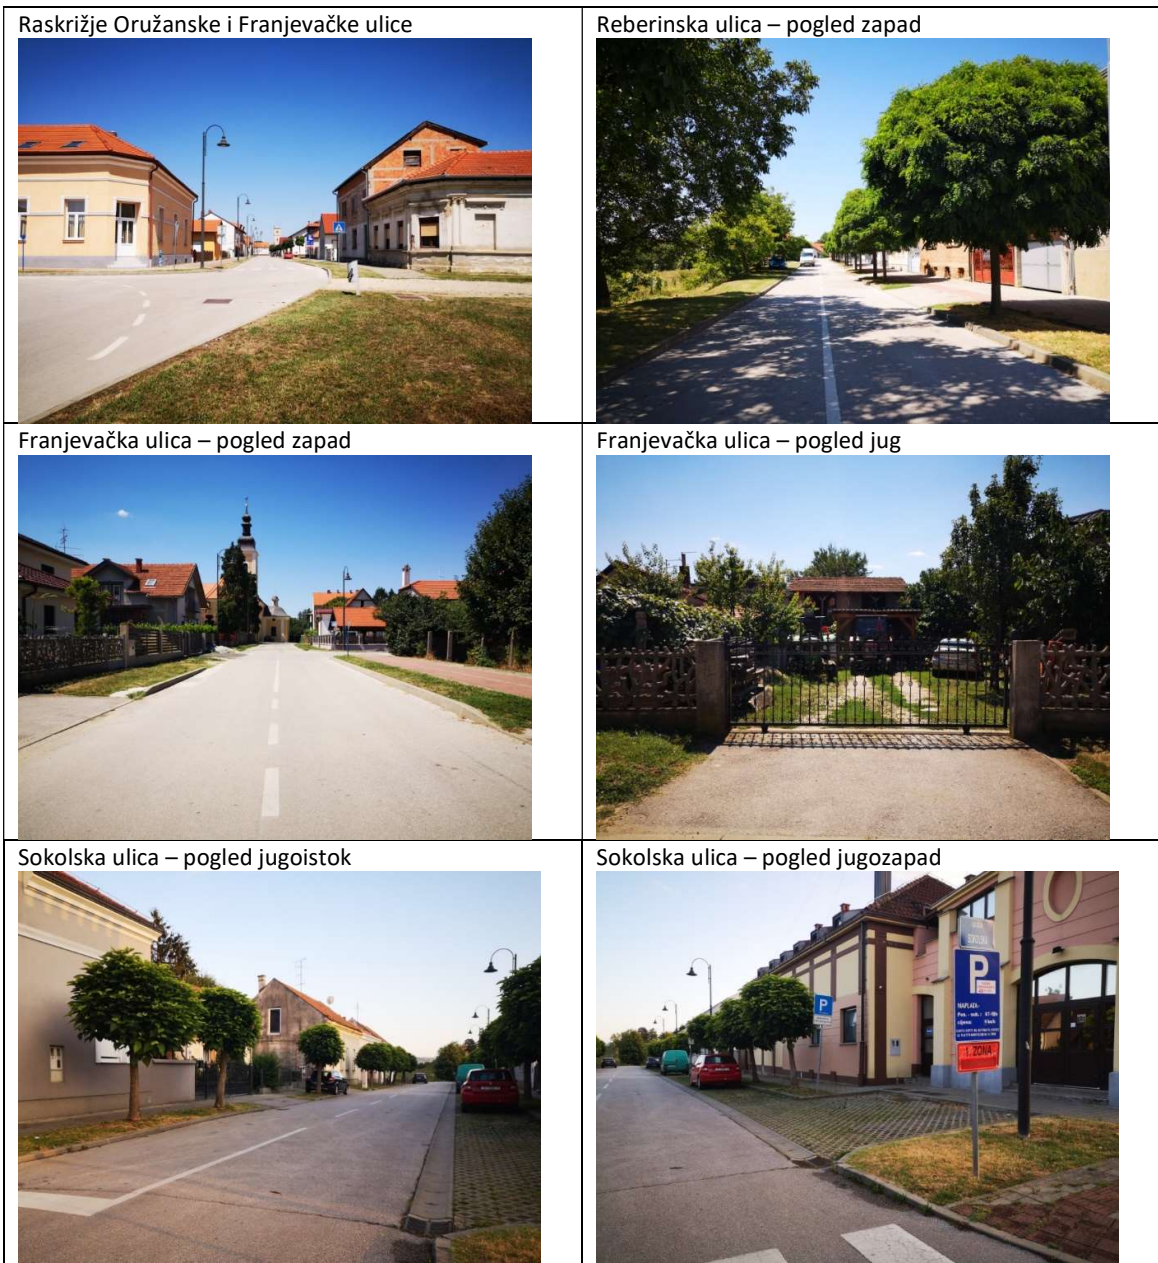 Raskrižje Oružanske i Franjevačke ulice
Reberinska ulica – pogled zapad
Franjevačka ulica – pogled zapad
Franjevačka ulica – pogled jug
Sokolska ulica – pogled jugoistok
Sokolska ulica – pogled jugozapad
SOKOLSKA
P
P
NAPLATA:
1. ZONA